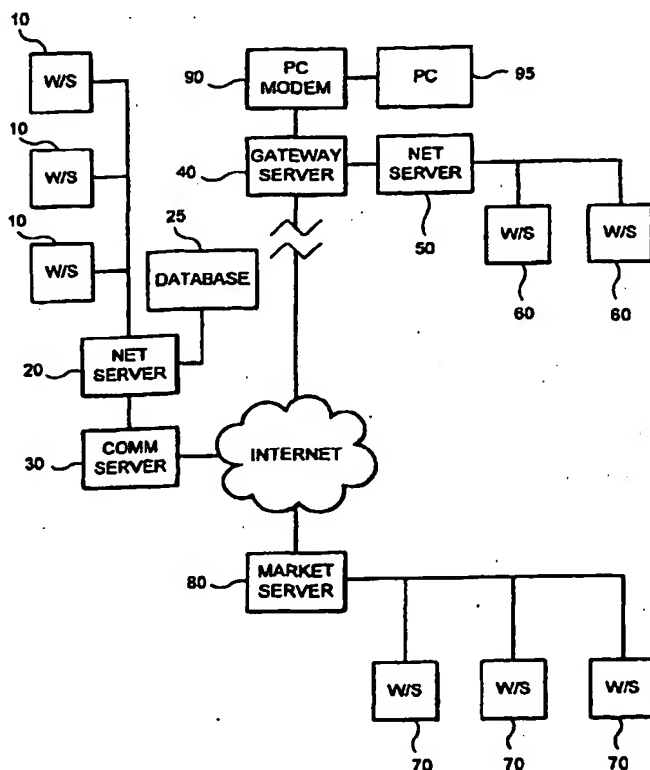 10
W/S
10
W/S
10
W/S
25
DATABASE
20
NET
SERVER
30
COMM
SERVER
90
PC
MODEM
PC
95
40
GATEWAY
SERVER
NET
SERVER
50
W/S
60
W/S
60
INTERNET
80
MARKET
SERVER
W/S
70
W/S
70
W/S
70